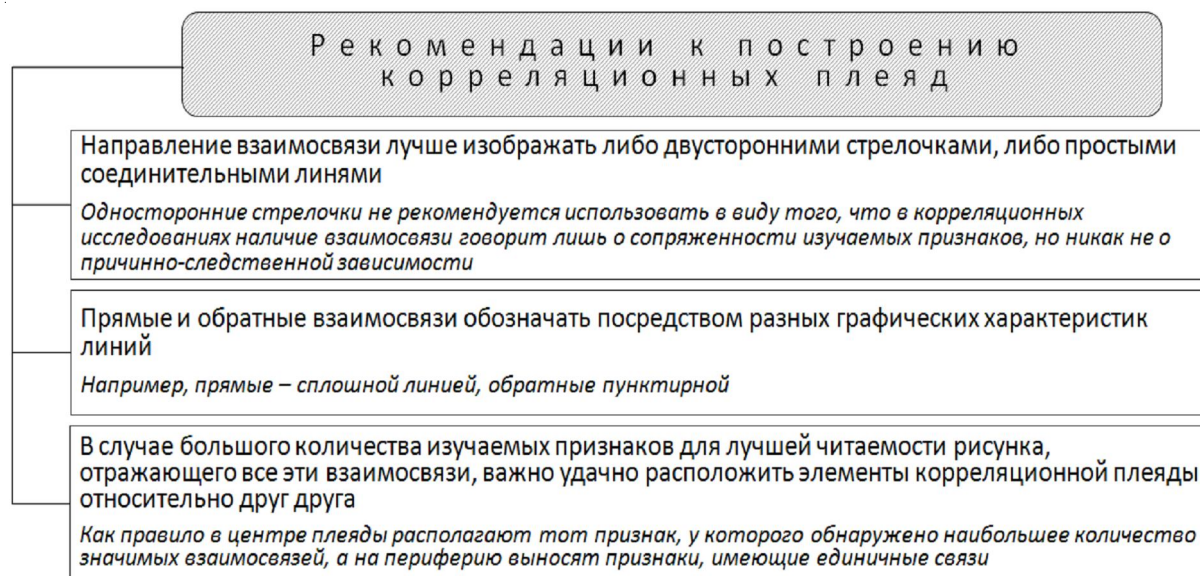 Рекомендации к построению
корреляционных плеяд
Направление взаимосвязи лучше изображать либо двусторонними стрелочками, либо простыми
соединительными линями
Односторонние стрелочки не рекомендуется использовать в виду того, что в корреляционных
исследованиях наличие взаимосвязи говорит лишь о сопряженности изучаемых признаков, но никак не о
причинно-следственной зависимости
Прямые и обратные взаимосвязи обозначать посредством разных графических характеристик
линий
Например, прямые – сплошной линией, обратные пунктирной
В случае большого количества изучаемых признаков для лучшей читаемости рисунка,
отражающего все эти взаимосвязи, важно удачно расположить элементы корреляционной плеяды
относительно друг друга
Как правило в центре плеяды располагают тот признак, у которого обнаружено наибольшее количество
значимых взаимосвязей, а на периферию выносят признаки, имеющие единичные связи